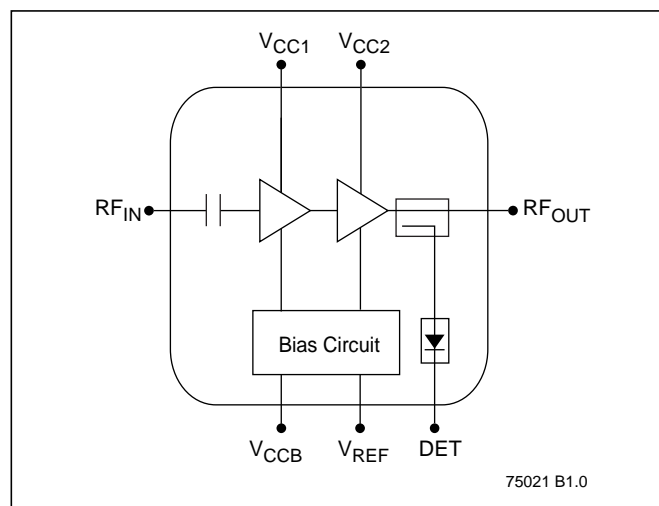 VCC1 VCC2
RFIN RFOUT
Bias Circuit
VCCB VREF DET
75021 B1.0